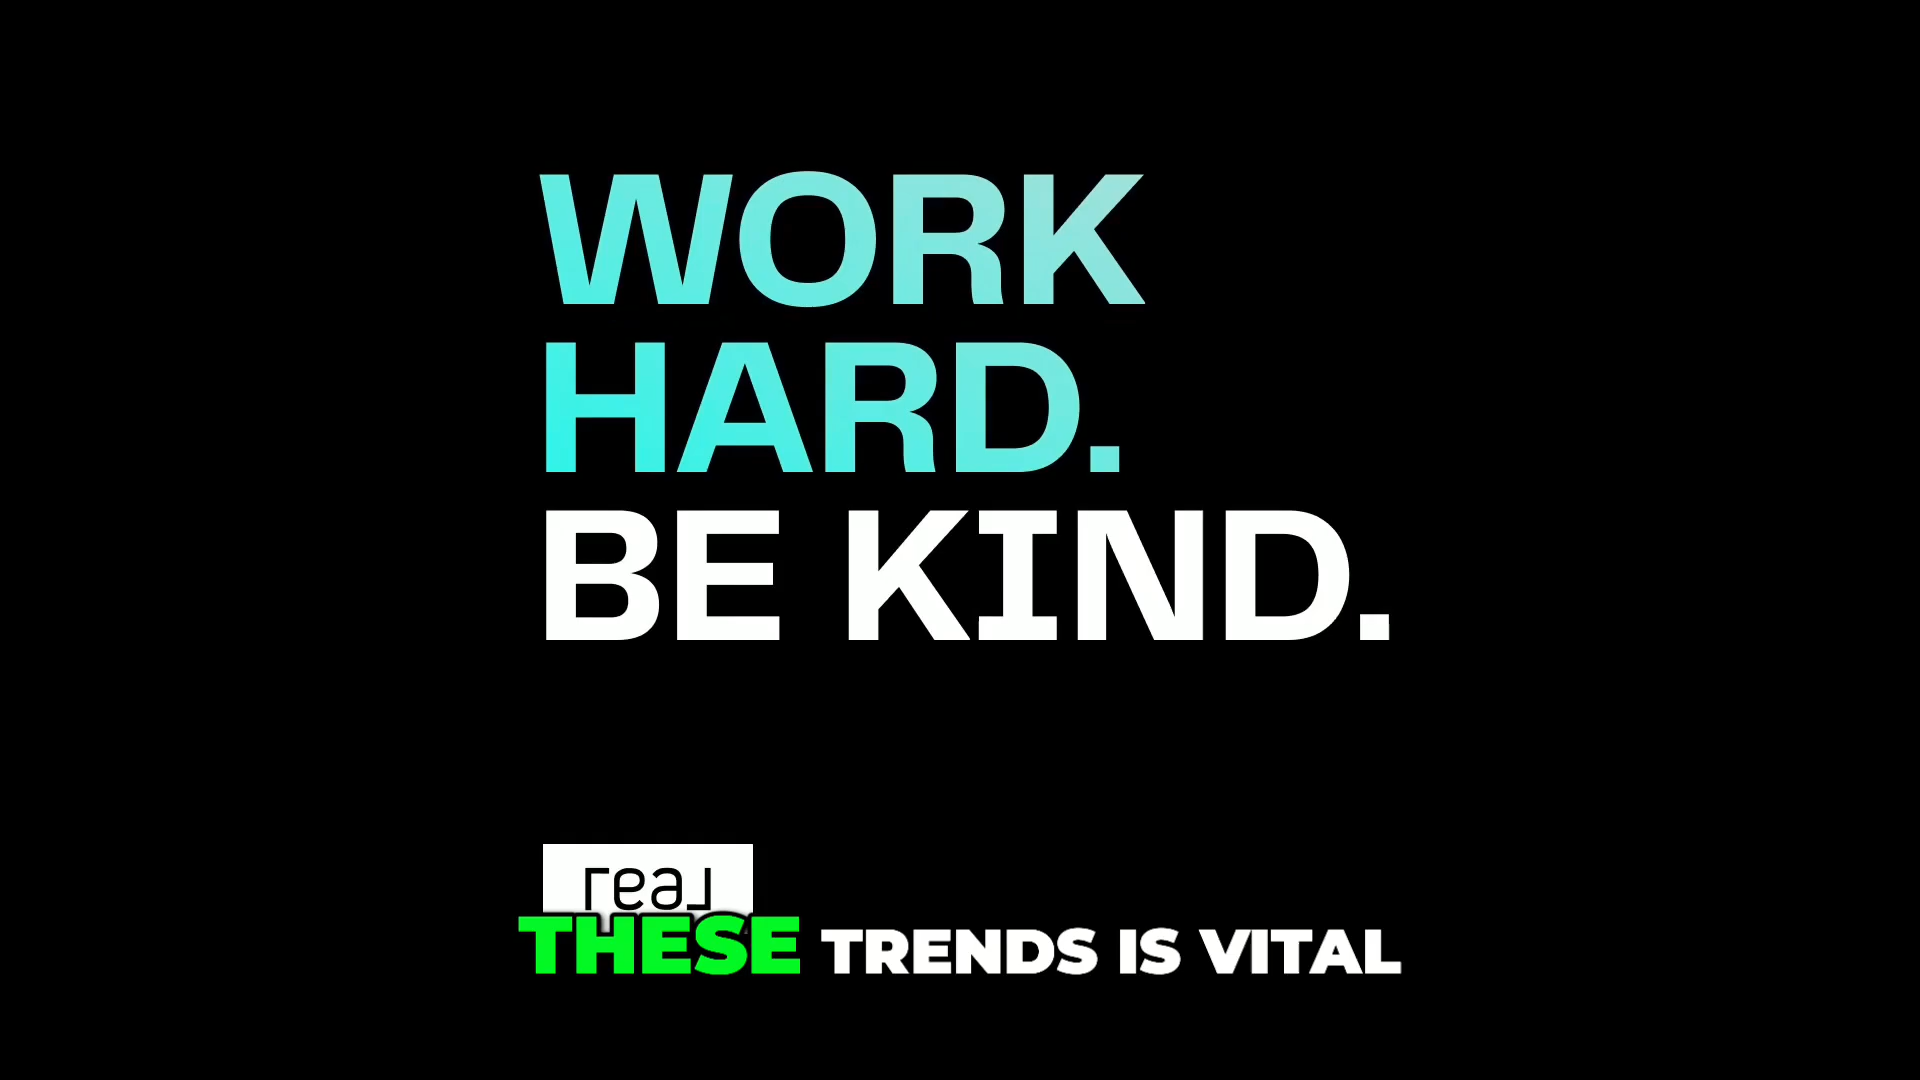 WORK
HARD.
BE KIND.
real
THESE TRENDS IS VITAL